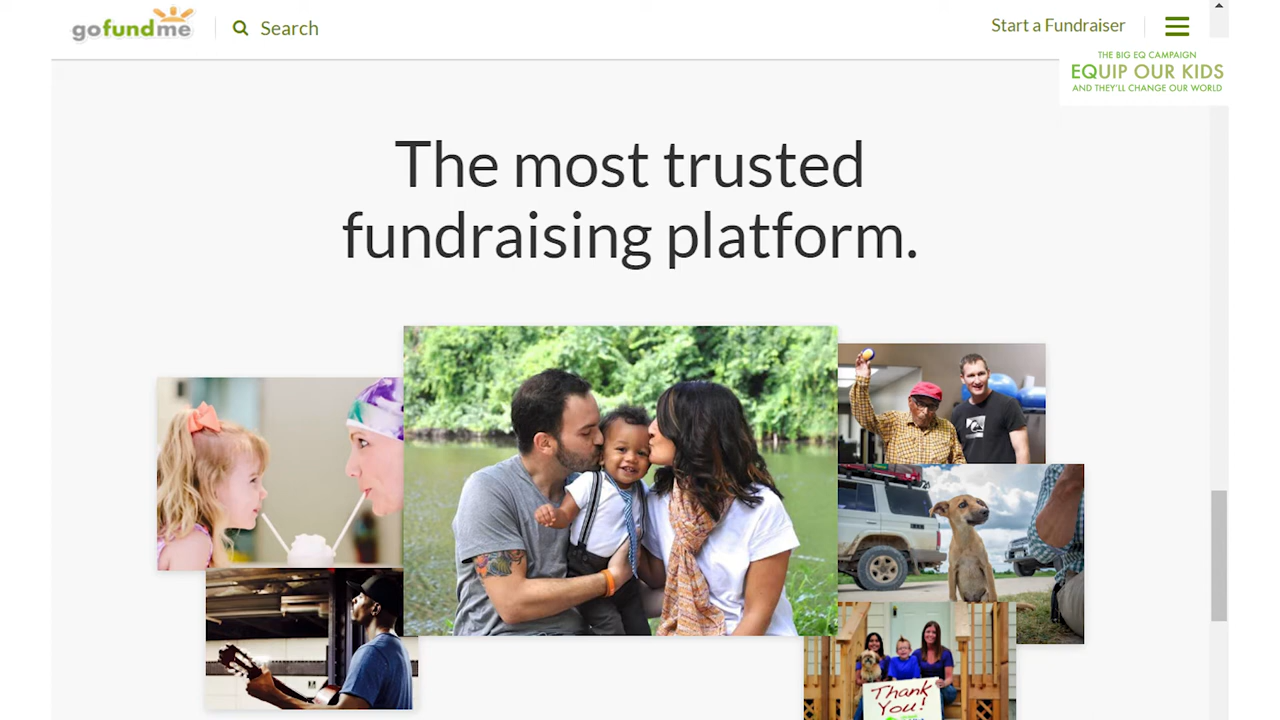 gofundme
Search
Start a Fundraiser
THE BIG EQ CAMPAIGN
EQUIP OUR KIDS
AND THEY'LL CHANGE OUR WORLD
The most trusted
fundraising platform.
Thank
You!